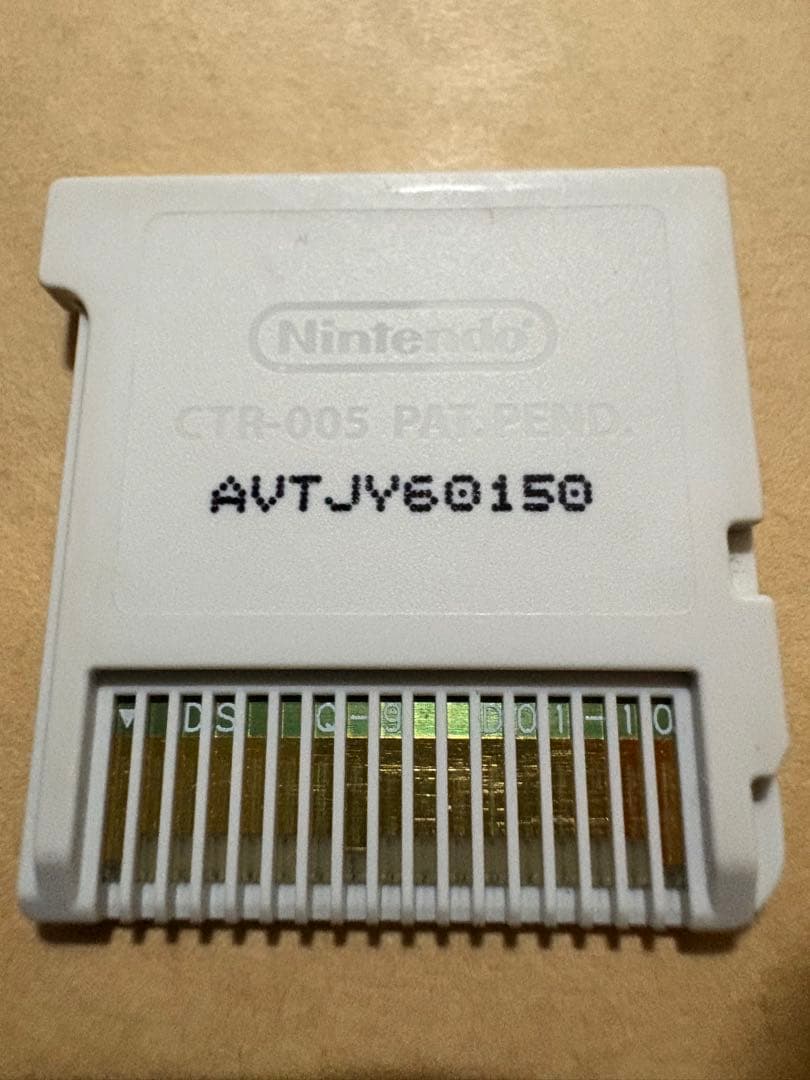 Nintendo
CTR-005 PAT.PEND.
AVTJY60150
DS Q-9 D01-10